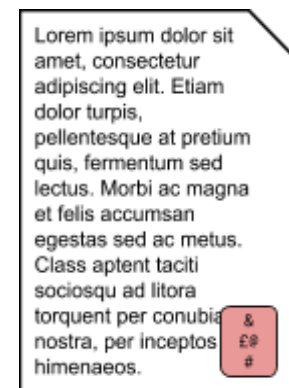 Lorem ipsum dolor sit
amet, consectetur
adipiscing elit. Etiam
dolor turpis,
pellentesque at pretium
quis, fermentum sed
lectus. Morbi ac magna
et felis accumsan
egestas sed ac metus.
Class aptent taciti
sociosqu ad litora
torquent per conubia
nostra, per inceptos
himenaeos.
&
£@
#